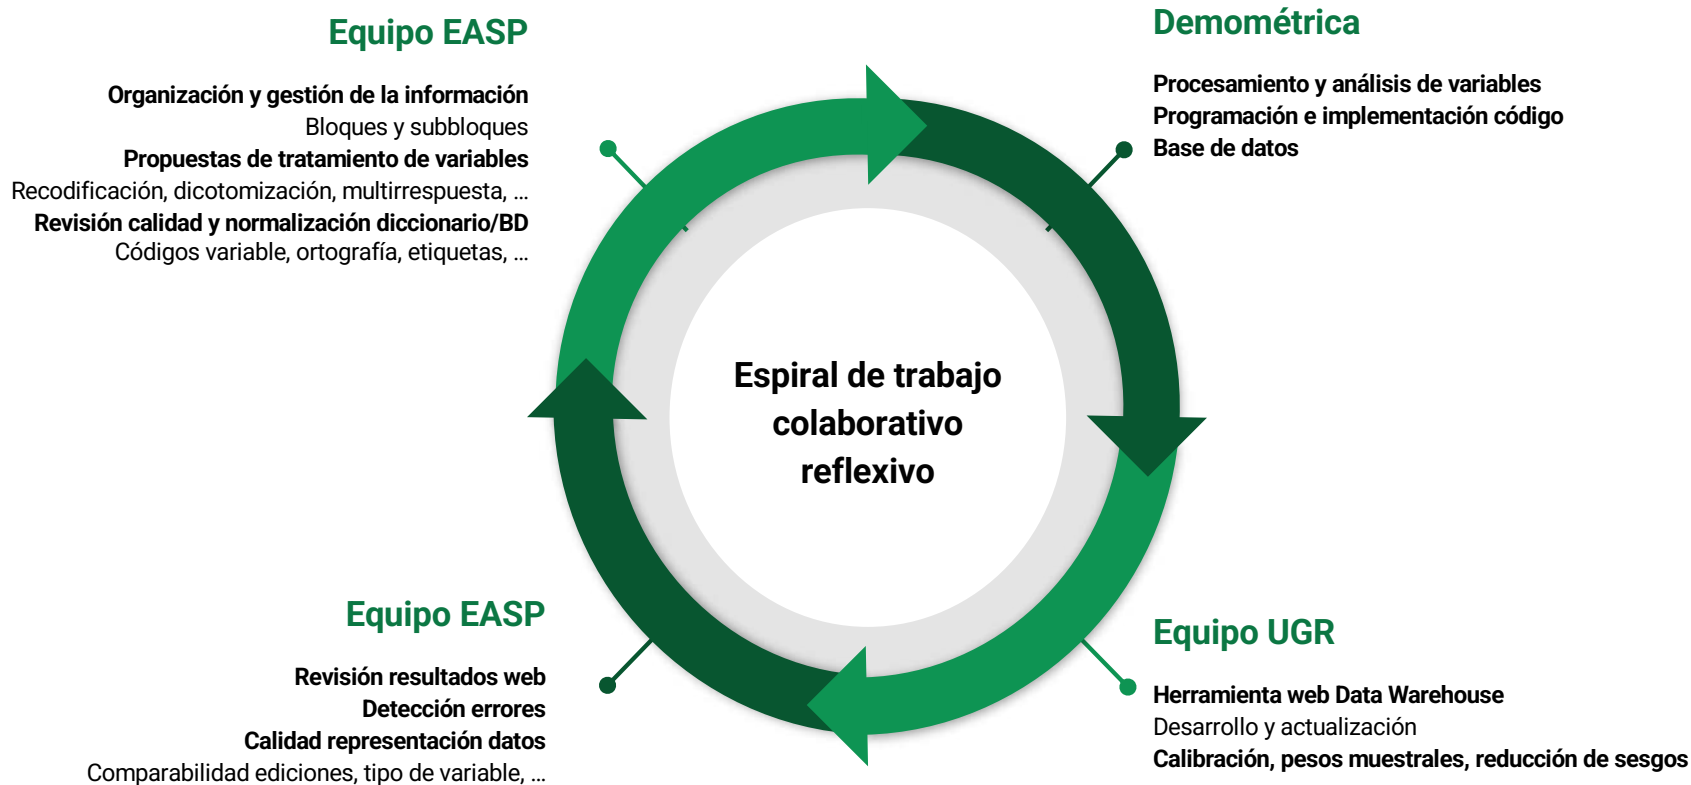 Equipo EASP
Organización y gestión de la información
Bloques y subbloques
Propuestas de tratamiento de variables
Recodificación, dicotomización, multirrespuesta, ...
Revisión calidad y normalización diccionario/BD
Códigos variable, ortografía, etiquetas, ...
Demométrica
Procesamiento y análisis de variables
Programación e implementación código
Base de datos
Espiral de trabajo
colaborativo
reflexivo
Equipo EASP
Revisión resultados web
Detección errores
Calidad representación datos
Comparabilidad ediciones, tipo de variable, ...
Equipo UGR
Herramienta web Data Warehouse
Desarrollo y actualización
Calibración, pesos muestrales, reducción de sesgos